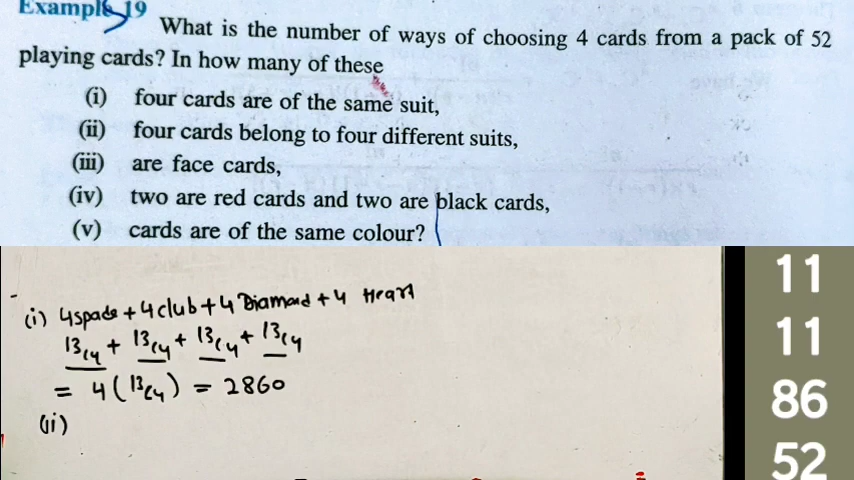 Example 19
What is the number of ways of choosing 4 cards from a pack of 52
playing cards? In how many of these
(i) four cards are of the same suit,
(ii) four cards belong to four different suits,
(iii) are face cards,
(iv) two are red cards and two are black cards,
(v) cards are of the same colour?
(i) 4spade + 4club + 4 Diamond + 4 Heart
13C4 + 13C4 + 13C4 + 13C4
= 4 (13C4) = 2860
(ii)
11
11
86
52